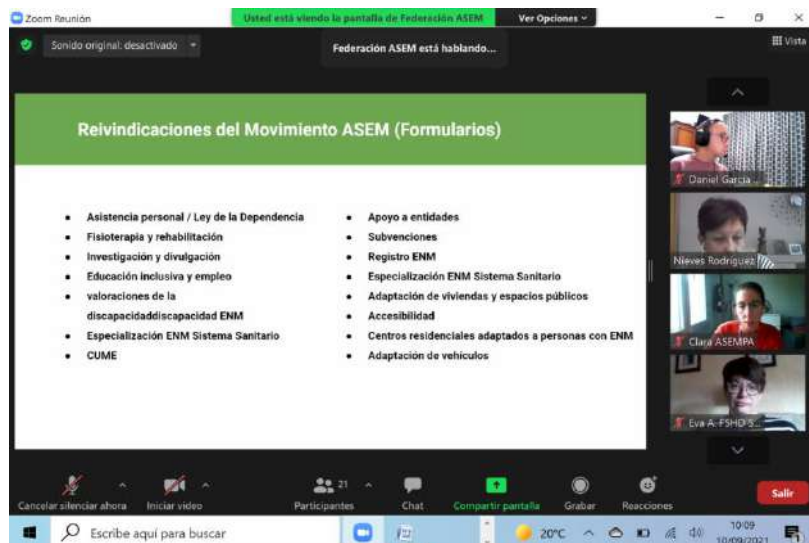 Zoom Reunión
Usted está viendo la pantalla de Federación ASEM
Ver Opciones
Sonido original: desactivado
Federación ASEM está hablando...
Vista
Reivindicaciones del Movimiento ASEM (Formularios)
Asistencia personal / Ley de la Dependencia
Fisioterapia y rehabilitación
Investigación y divulgación
Educación inclusiva y empleo
valoraciones de la
discapacidaddiscapacidad ENM
Especialización ENM Sistema Sanitario
CUME
Apoyo a entidades
Subvenciones
Registro ENM
Especialización ENM Sistema Sanitario
Adaptación de viviendas y espacios públicos
Accesibilidad
Centros residenciales adaptados a personas con ENM
Adaptación de vehículos
Daniel García ...
Nieves Rodríguez
Clara ASEMPA
Eva A. FSHD S...
Cancelar silenciar ahora
Iniciar video
21
Participantes
Chat
Compartir pantalla
Grabar
Reacciones
Salir
Escribe aquí para buscar
20°C
10:09
10/09/2021